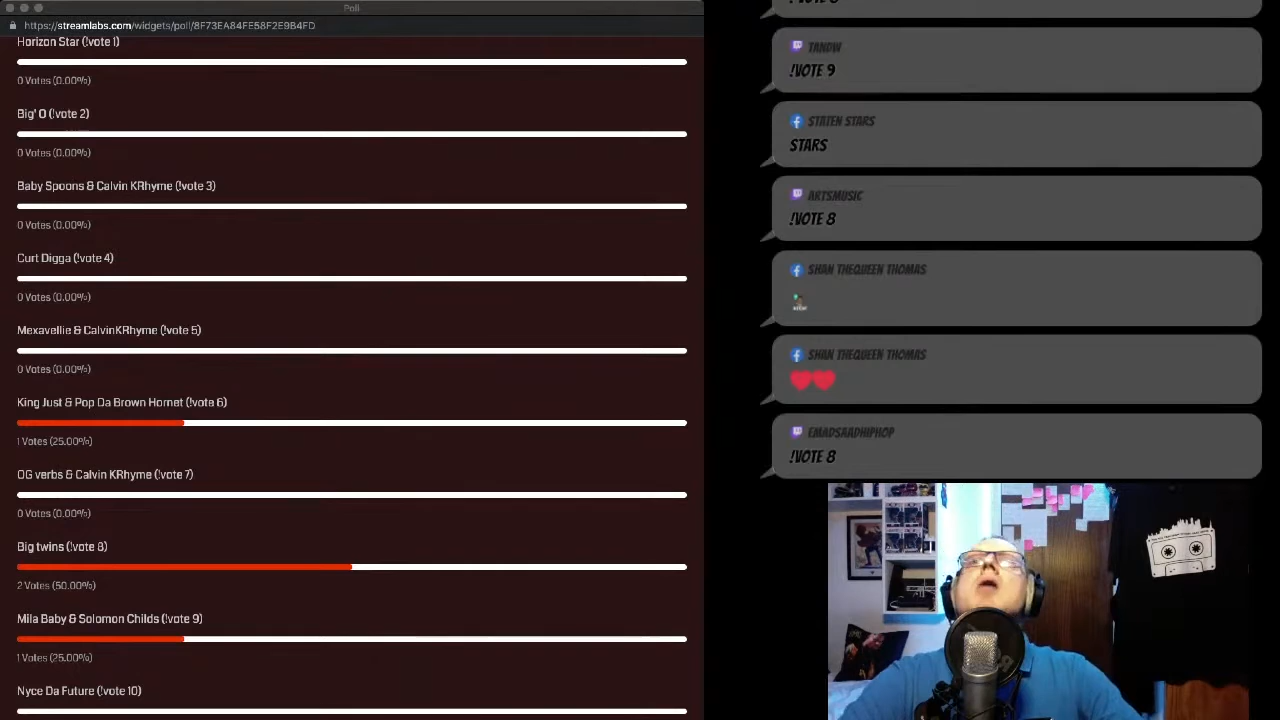 Poll
https://streamlabs.com/widgets/poll/8F73EA84FE58F2E9B4FD
Horizon Star (!vote 1)
0 Votes (0.00%)
Big' O (!vote 2)
0 Votes (0.00%)
Baby Spoons & Calvin KRhyme (!vote 3)
0 Votes (0.00%)
Curt Digga (!vote 4)
0 Votes (0.00%)
Mexavellie & CalvinKRhyme (!vote 5)
0 Votes (0.00%)
King Just & Pop Da Brown Hornet (!vote 6)
1 Votes (25.00%)
OG verbs & Calvin KRhyme (!vote 7)
0 Votes (0.00%)
Big twins (!vote 8)
2 Votes (50.00%)
Mila Baby & Solomon Childs (!vote 9)
1 Votes (25.00%)
Nyce Da Future (!vote 10)
TANDW
!VOTE 9
STATEN STARS
STARS
ARTSMUSIC
!VOTE 8
SHAN THEQUEEN THOMAS
SHAN THEQUEEN THOMAS
EMADSAADHIPHOP
!VOTE 8